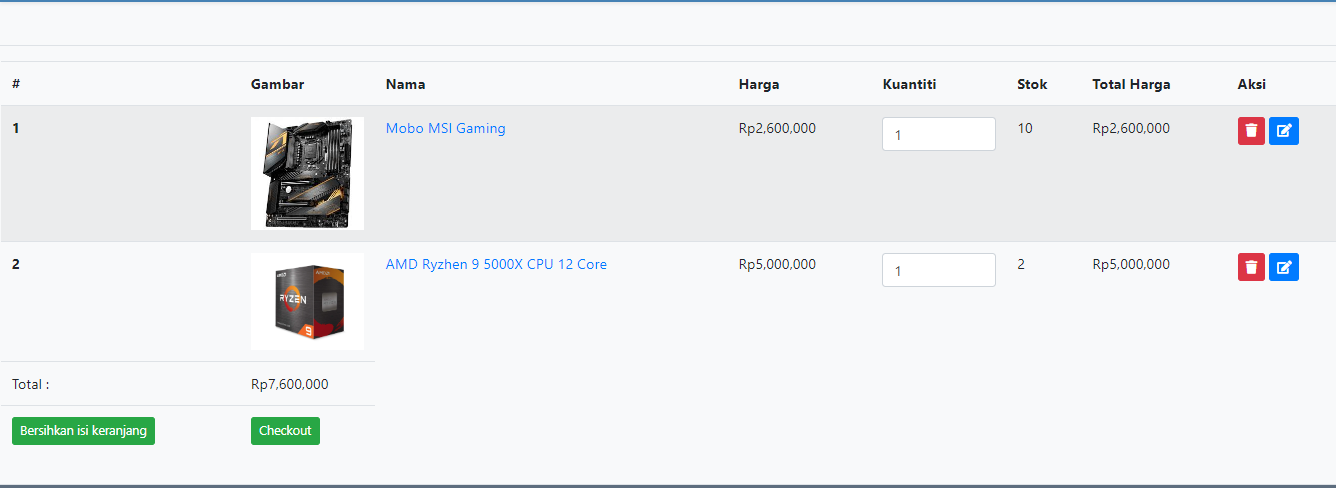 # Gambar Nama Harga Kuantiti Stok Total Harga Aksi
1 Mobo MSI Gaming Rp2,600,000 1 10 Rp2,600,000
2 AMD Ryzhen 9 5000X CPU 12 Core Rp5,000,000 1 2 Rp5,000,000
RYZEN
9
Total : Rp7,600,000
Bersihkan isi keranjang Checkout